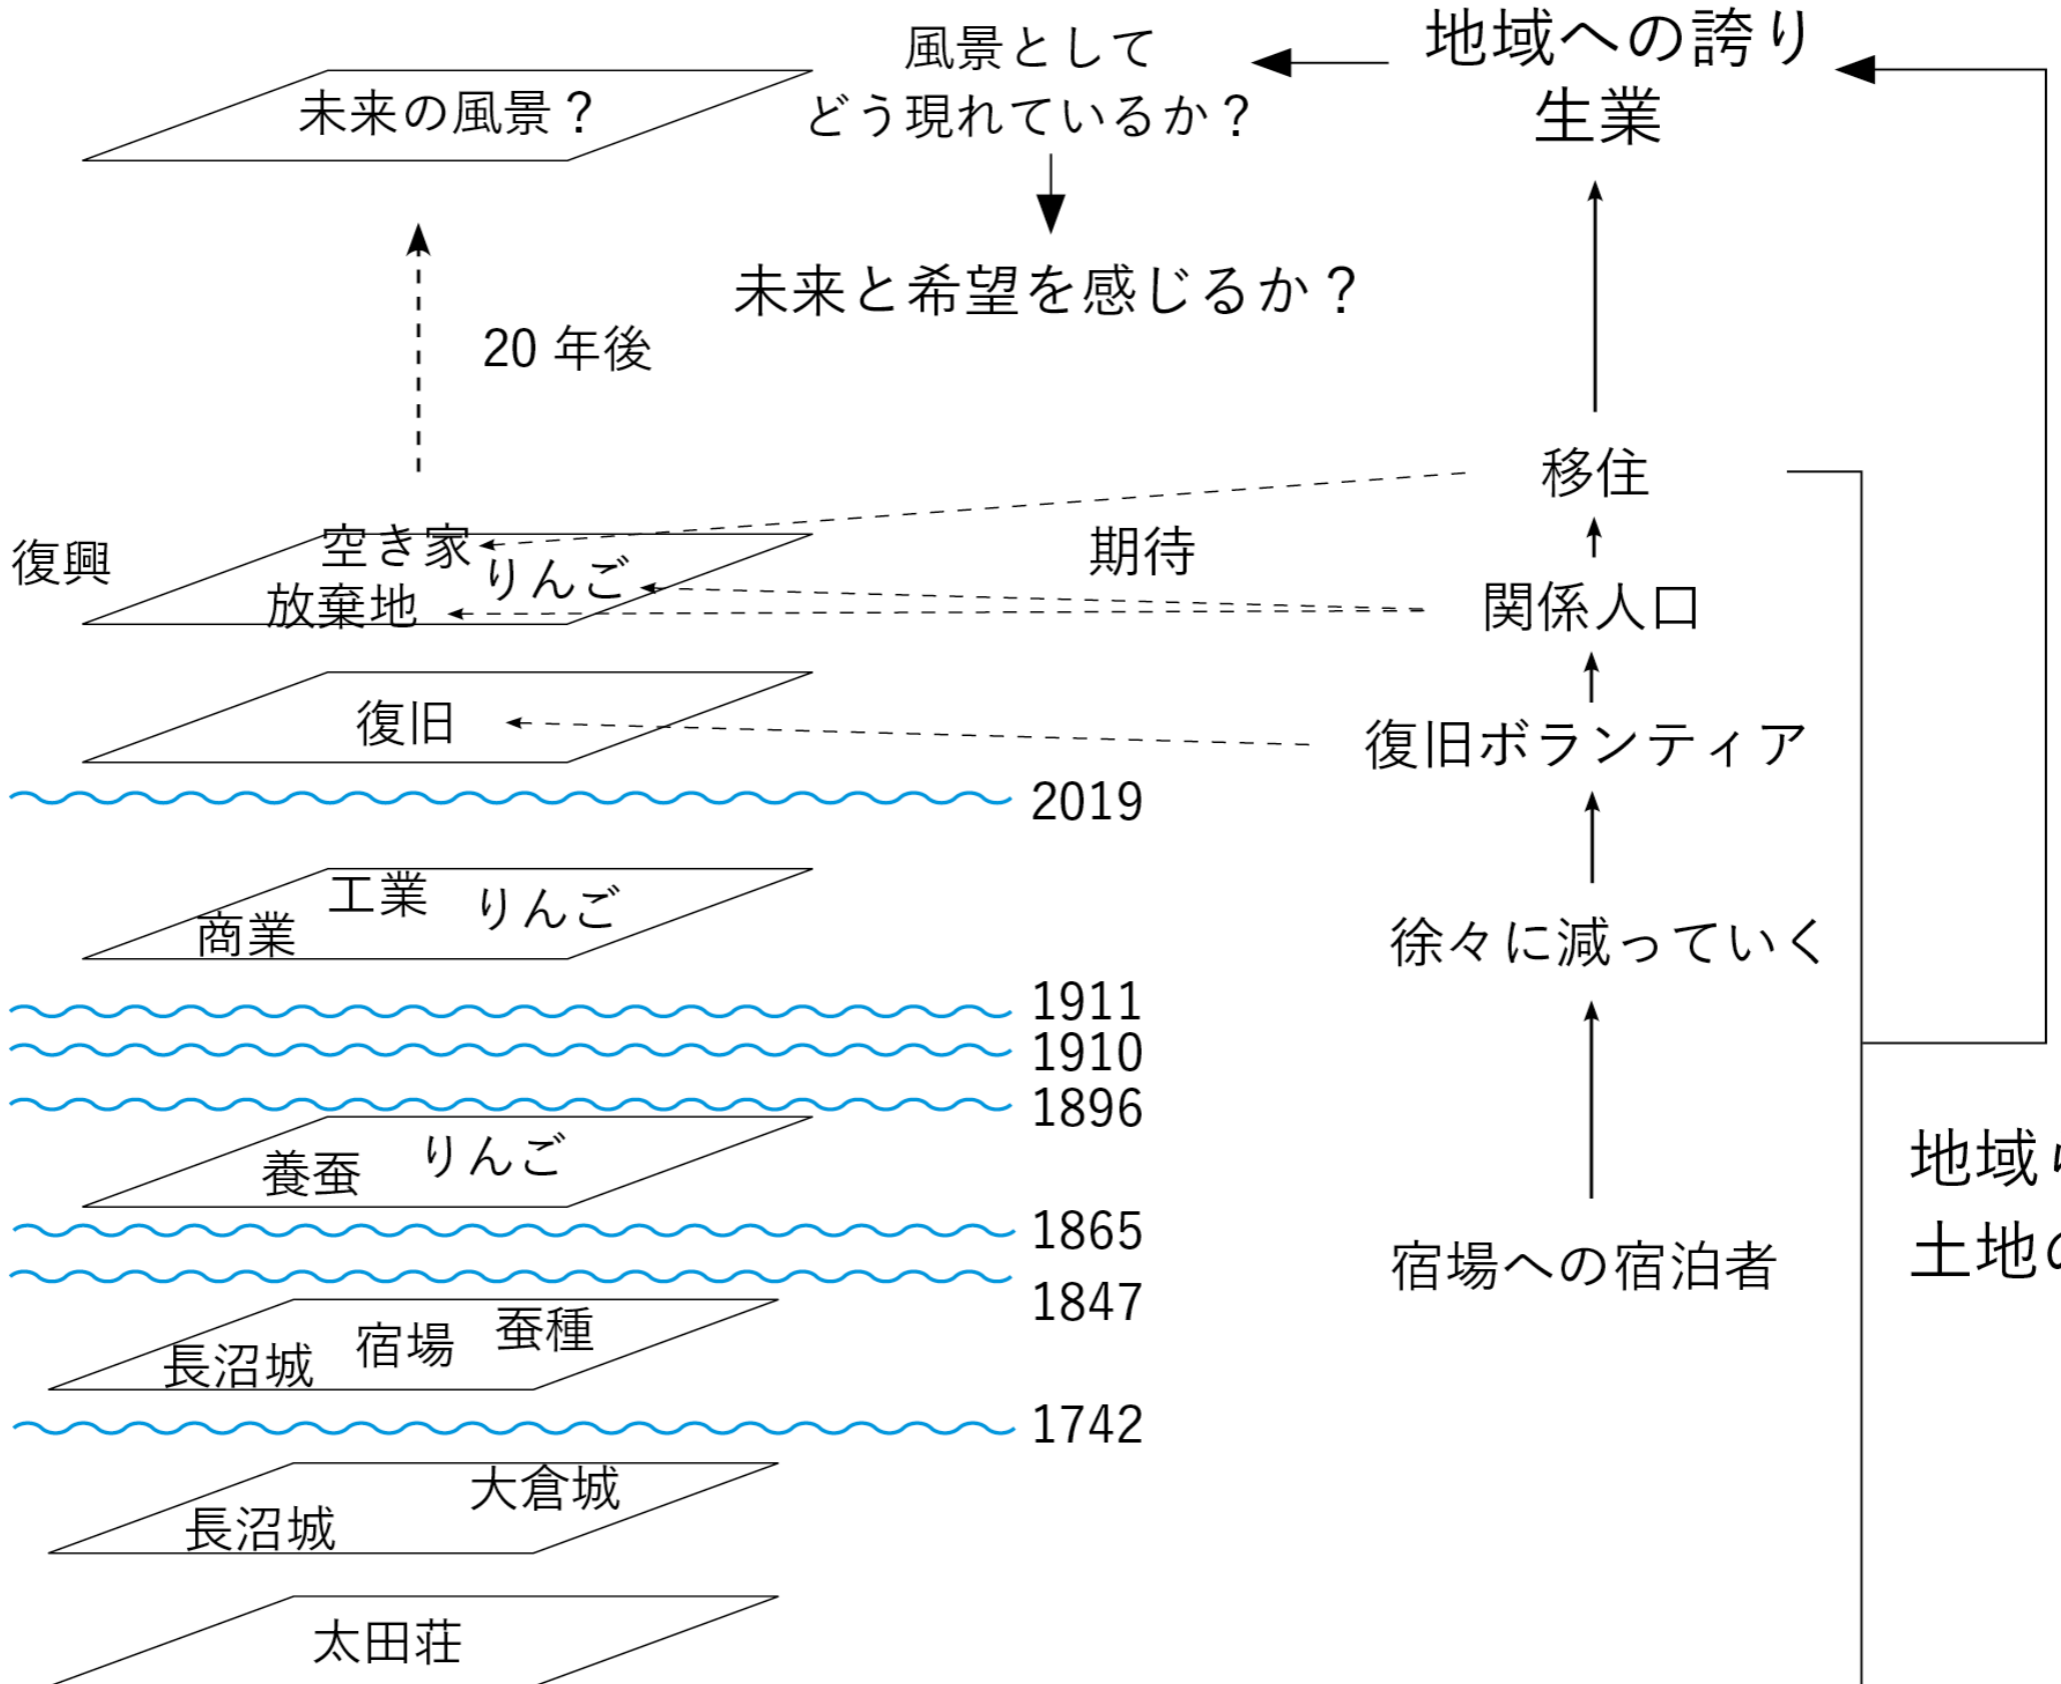 地域への誇り
生業
風景として
どう現れているか？
未来の風景？
未来と希望を感じるか？
20 年後
移住
復興
空き家
りんご
放棄地
期待
関係人口
復旧
復旧ボランティア
2019
工業
りんご
商業
徐々に減っていく
1911
1910
1896
りんご
養蚕
地域
土地の
1865
1847
宿場への宿泊者
蚕種
宿場
長沼城
1742
大倉城
長沼城
太田荘